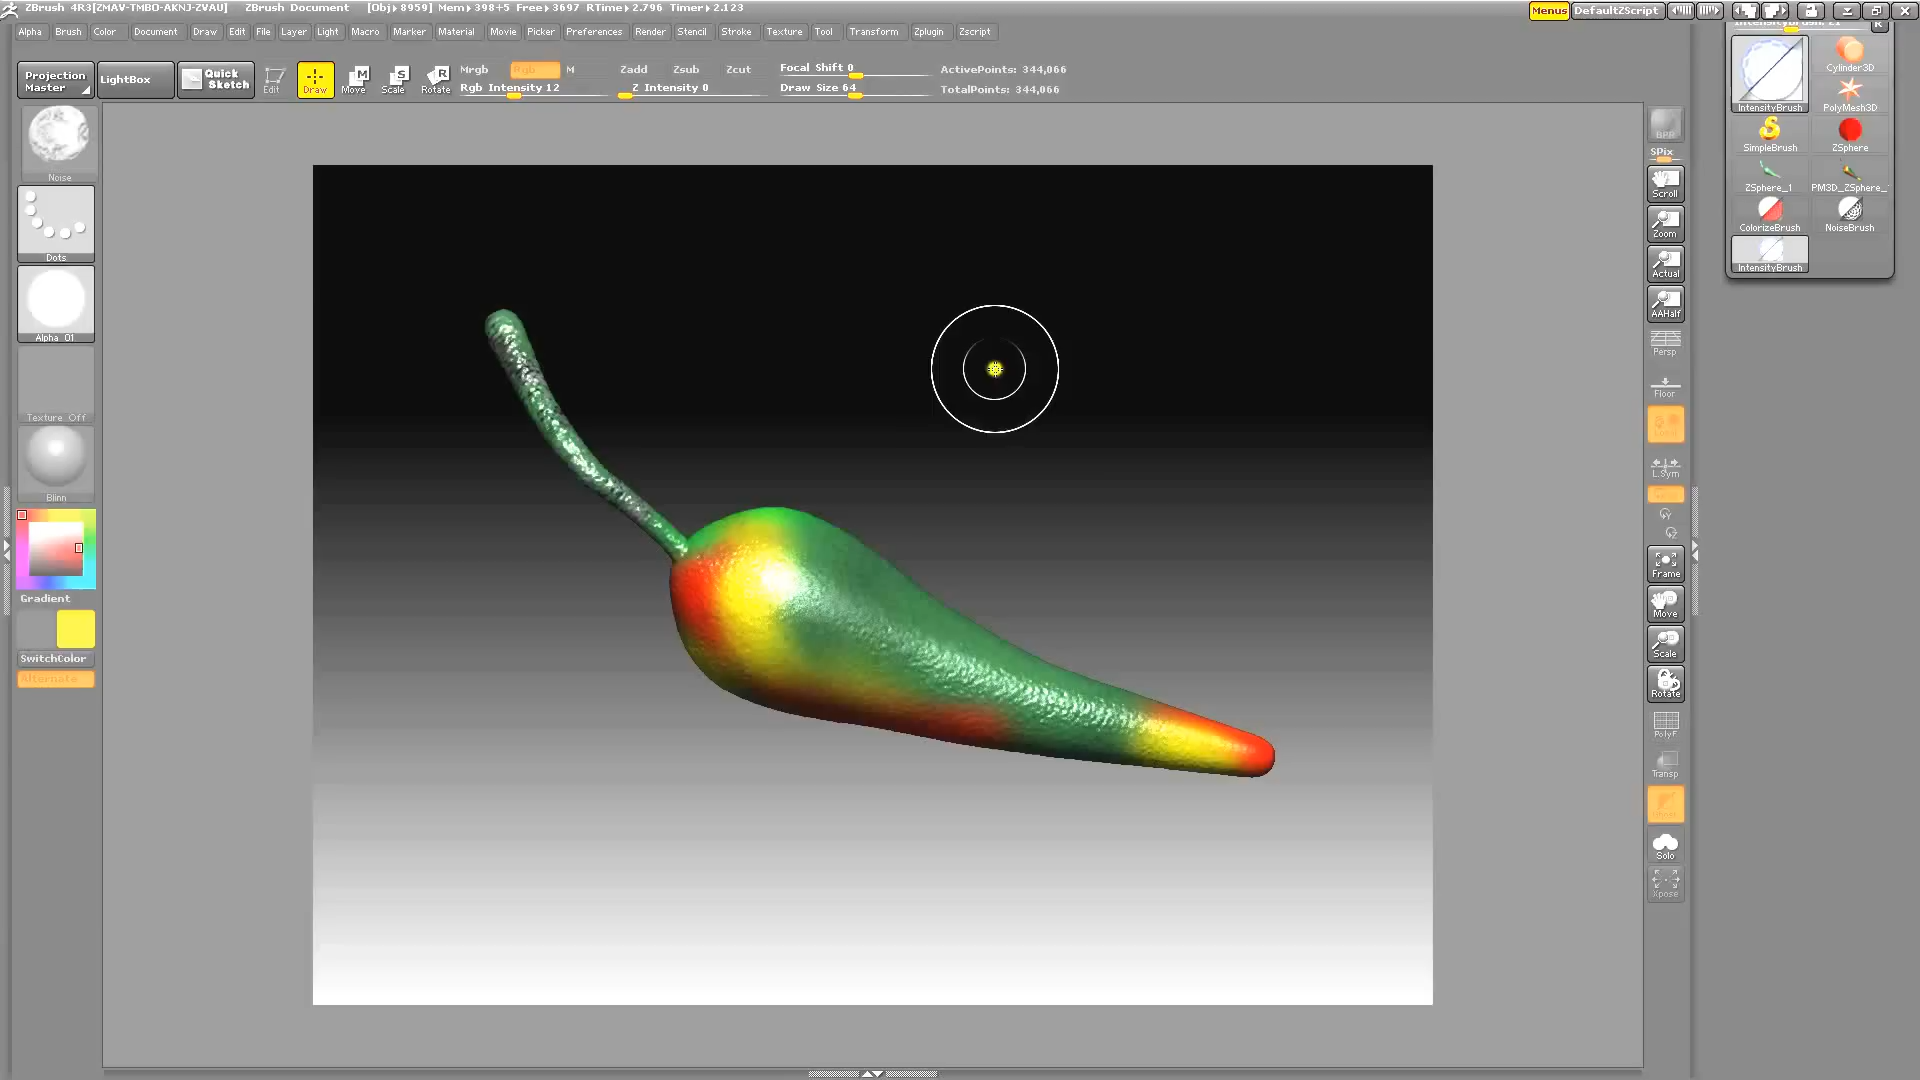 ZBrush 4R3[ZMAV-TMBO-AKNJ-ZVAU] ZBrush Document [Obj▸8959] Mem▸398+5 Free▸3697 RTime▸2.796 Timer▸2.123 Menus DefaultZScript
Alpha Brush Color Document Draw Edit File Layer Light Macro Marker Material Movie Picker Preferences Render Stencil Stroke Texture Tool Transform Zplugin Zscript
Projection Master
LightBox
Quick Sketch
Edit
Draw
Move
Scale
Rotate
Mrgb Rgb M
Rgb Intensity 12
Zadd Zsub Zcut
Z Intensity 0
Focal Shift 0
Draw Size 64
ActivePoints: 344,066
TotalPoints: 344,066
Noise
Dots
Alpha 01
Texture Off
Blinn
Gradient
SwitchColor
Alternate
BPR
SPix
Scroll
Zoom
Actual
AAHalf
Persp
Floor
Local
L.Sym
Frame
Move
Scale
Rotate
PolyF
Transp
Solo
Xpose
R
IntensityBrush
Cylinder3D
PolyMesh3D
SimpleBrush
ZSphere
ZSphere_1
PM3D_ZSphere_
ColorizeBrush
NoiseBrush
IntensityBrush